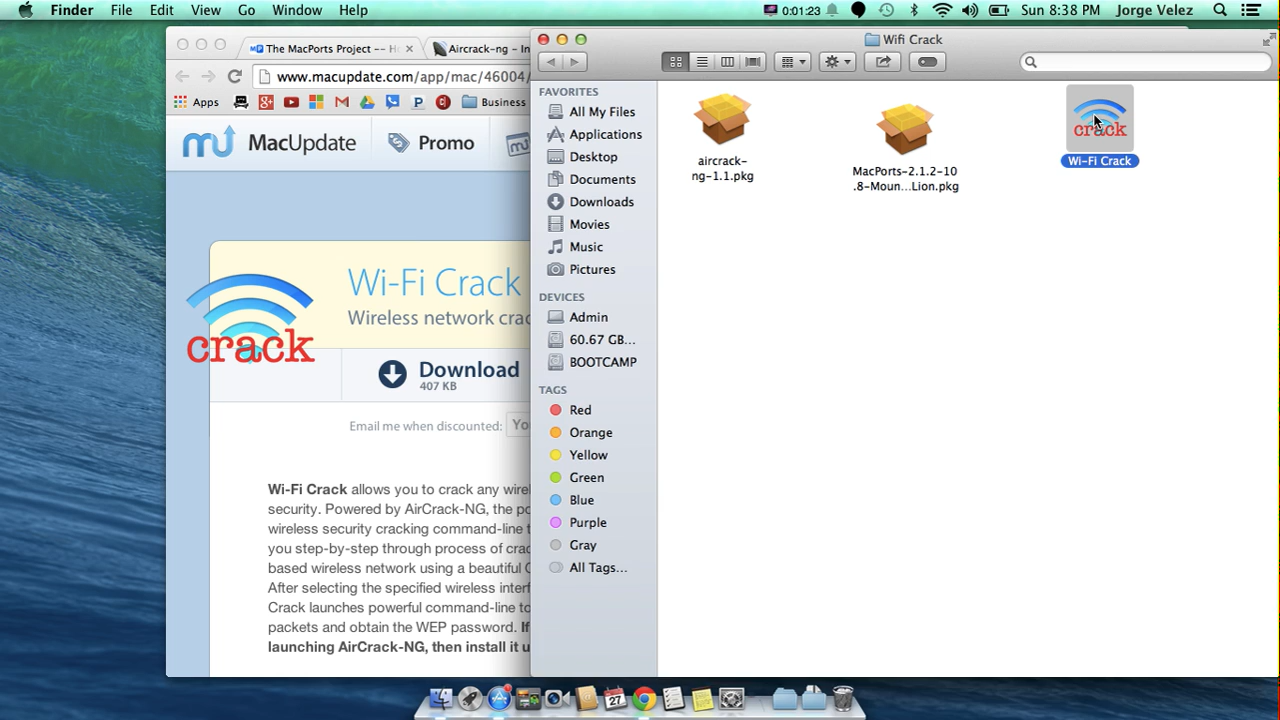 Finder File Edit View Go Window Help 0:01:23 Sun 8:38 PM Jorge Velez
The MacPorts Project -- Ho
Aircrack-ng - In
www.macupdate.com/app/mac/46004/
Apps
Business
MacUpdate
Promo
Wi-Fi Crack
Wireless network crac
crack
Download
407 KB
Email me when discounted: Yo
Wi-Fi Crack allows you to crack any wirel
security. Powered by AirCrack-NG, the po
wireless security cracking command-line t
you step-by-step through process of crac
based wireless network using a beautiful G
After selecting the specified wireless interf
Crack launches powerful command-line to
packets and obtain the WEP password. If
launching AirCrack-NG, then install it u
Wifi Crack
FAVORITES
All My Files
Applications
Desktop
Documents
Downloads
Movies
Music
Pictures
DEVICES
Admin
60.67 GB...
BOOTCAMP
TAGS
Red
Orange
Yellow
Green
Blue
Purple
Gray
All Tags...
aircrack-
ng-1.1.pkg
MacPorts-2.1.2-10
.8-Moun...Lion.pkg
crack
Wi-Fi Crack
27